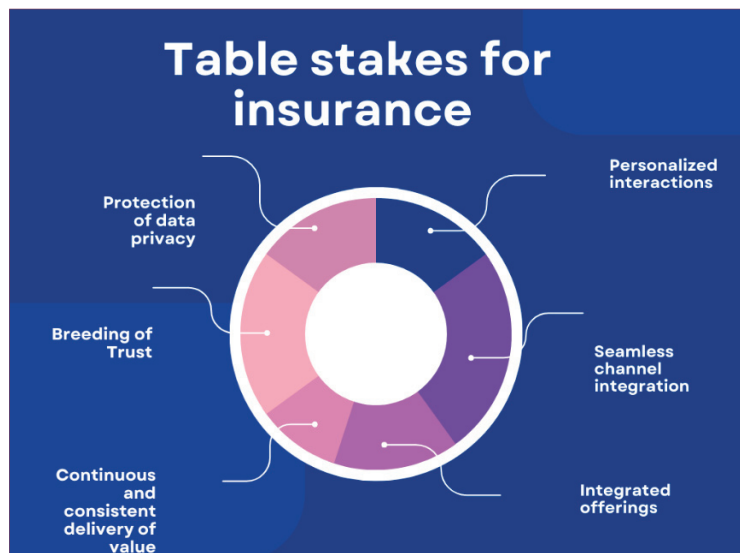 Table stakes for
insurance
Personalized
interactions
Protection
of data
privacy
Breeding of
Trust
Seamless
channel
integration
Continuous
and
consistent
delivery of
value
Integrated
offerings